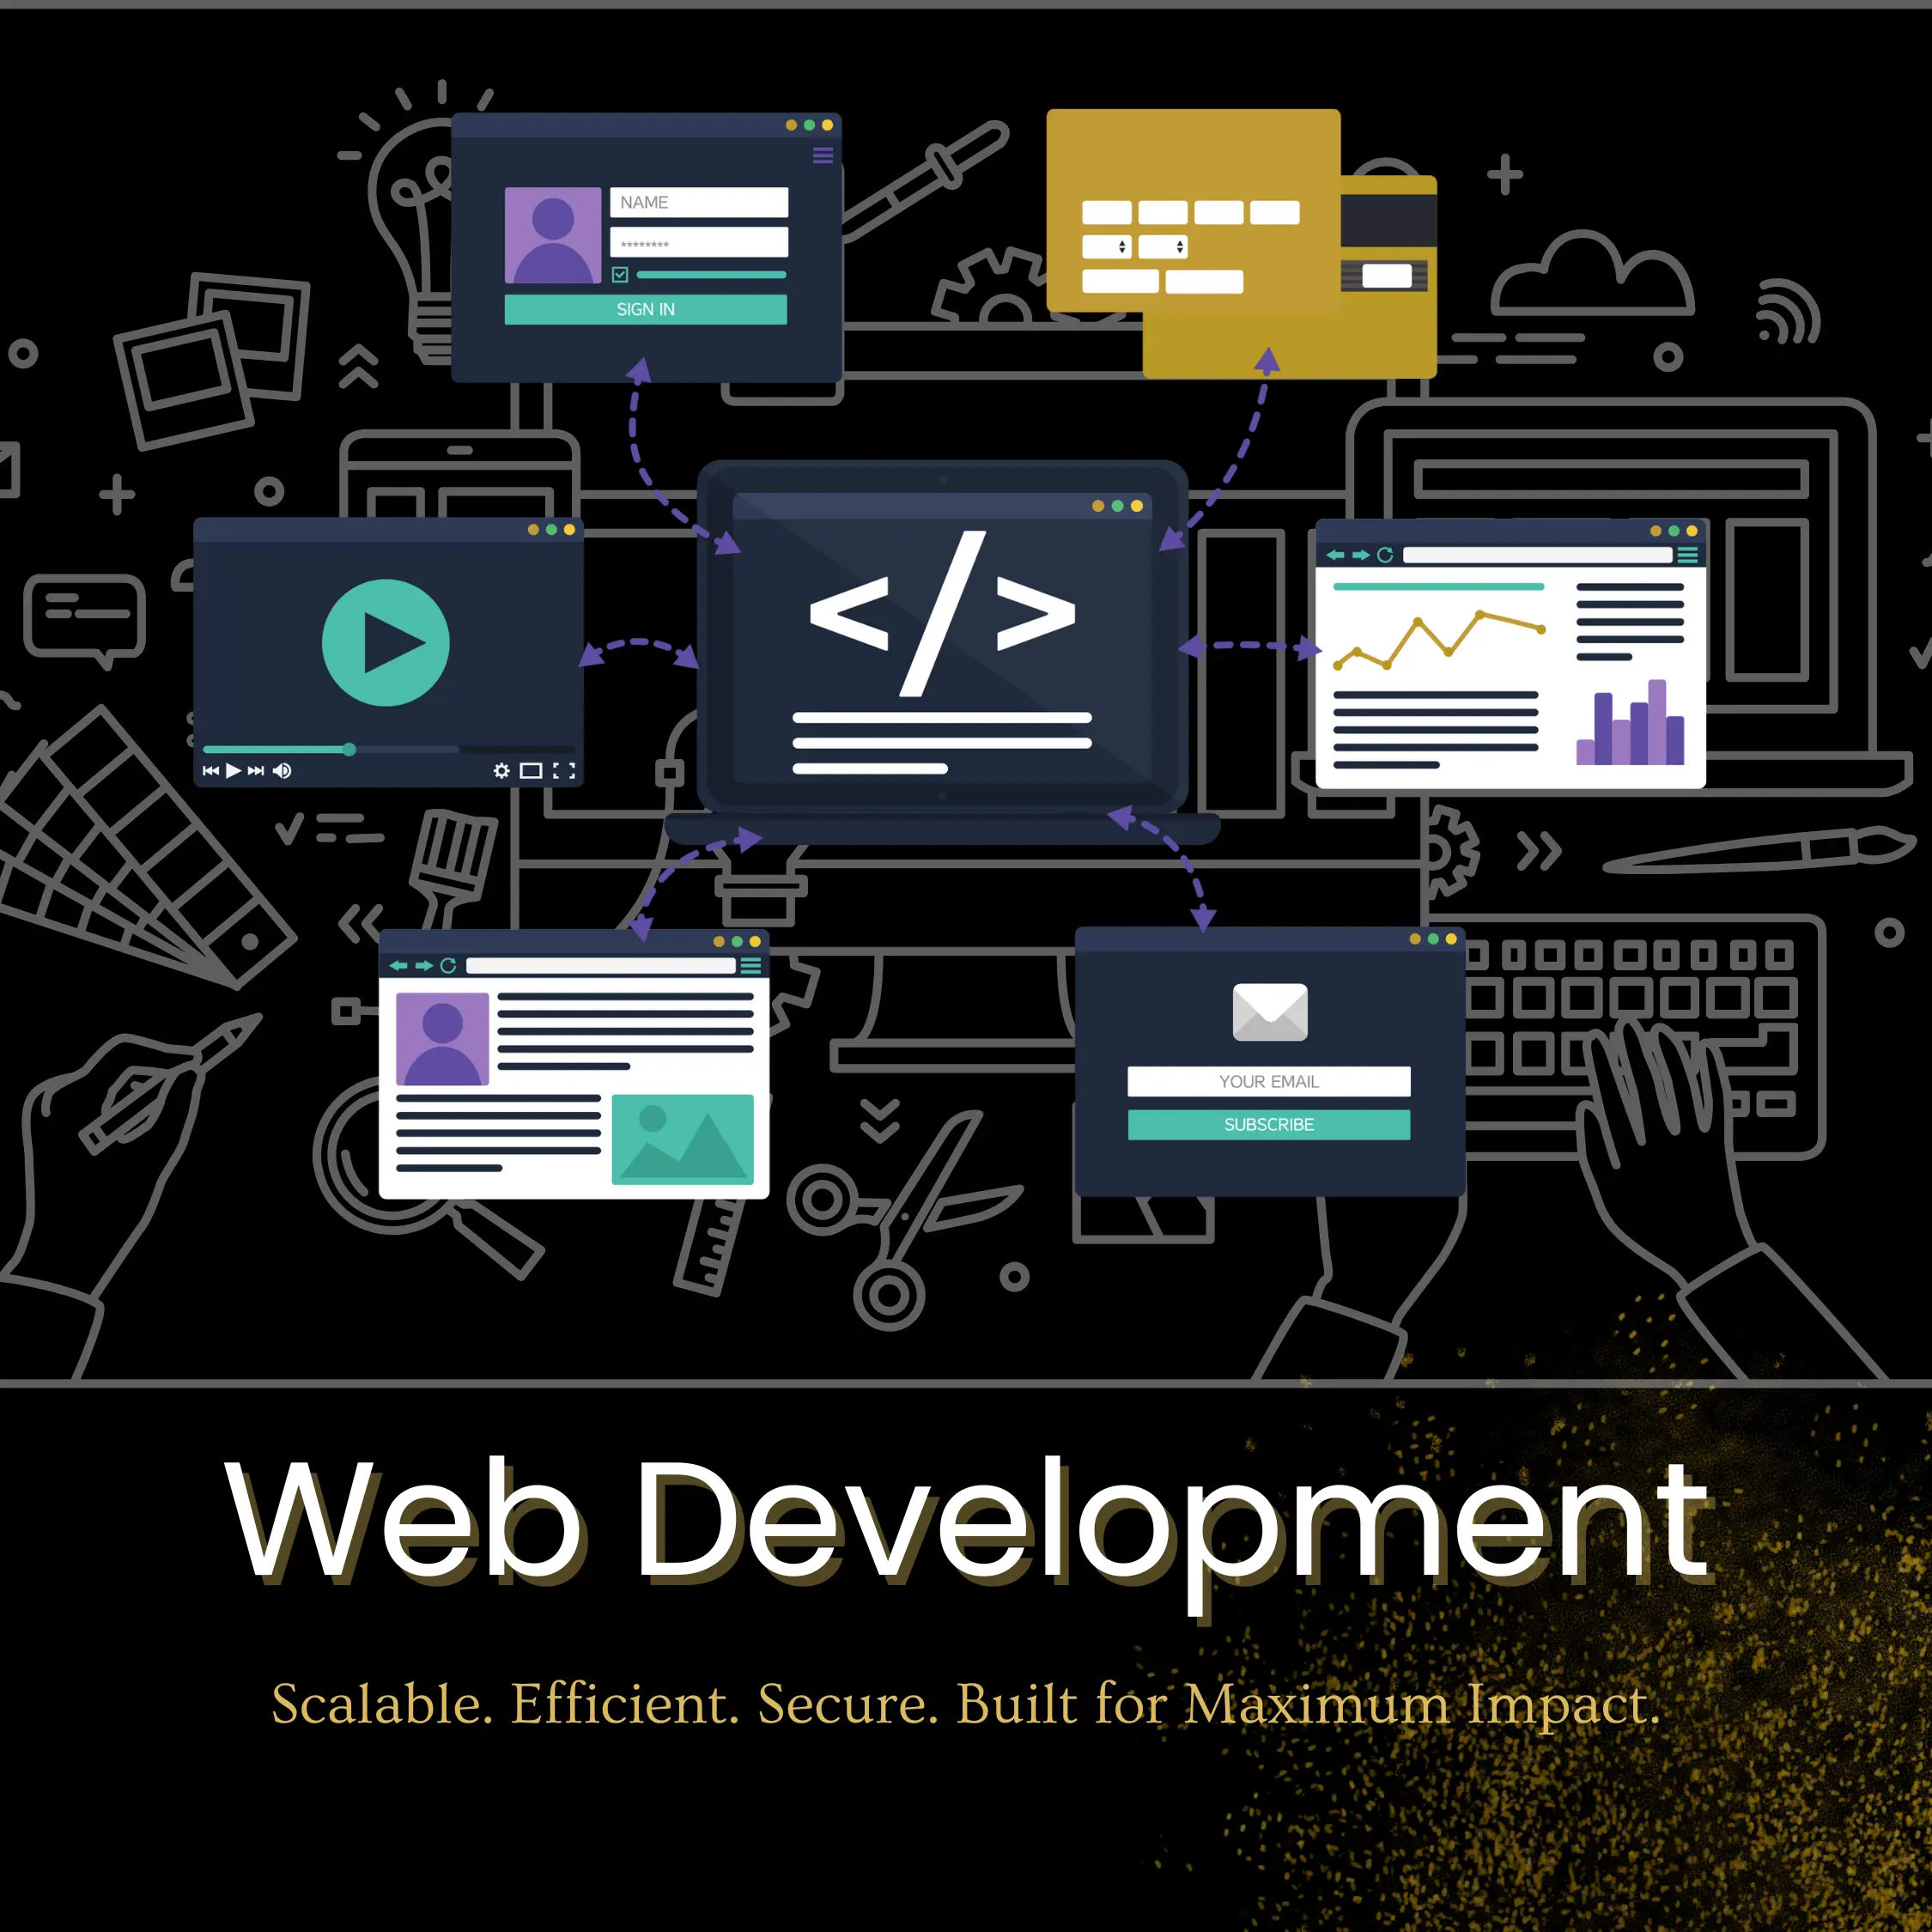 NAME
********
SIGN IN
</>
YOUR EMAIL
SUBSCRIBE
Web Development
Scalable. Efficient. Secure. Built for Maximum Impact.